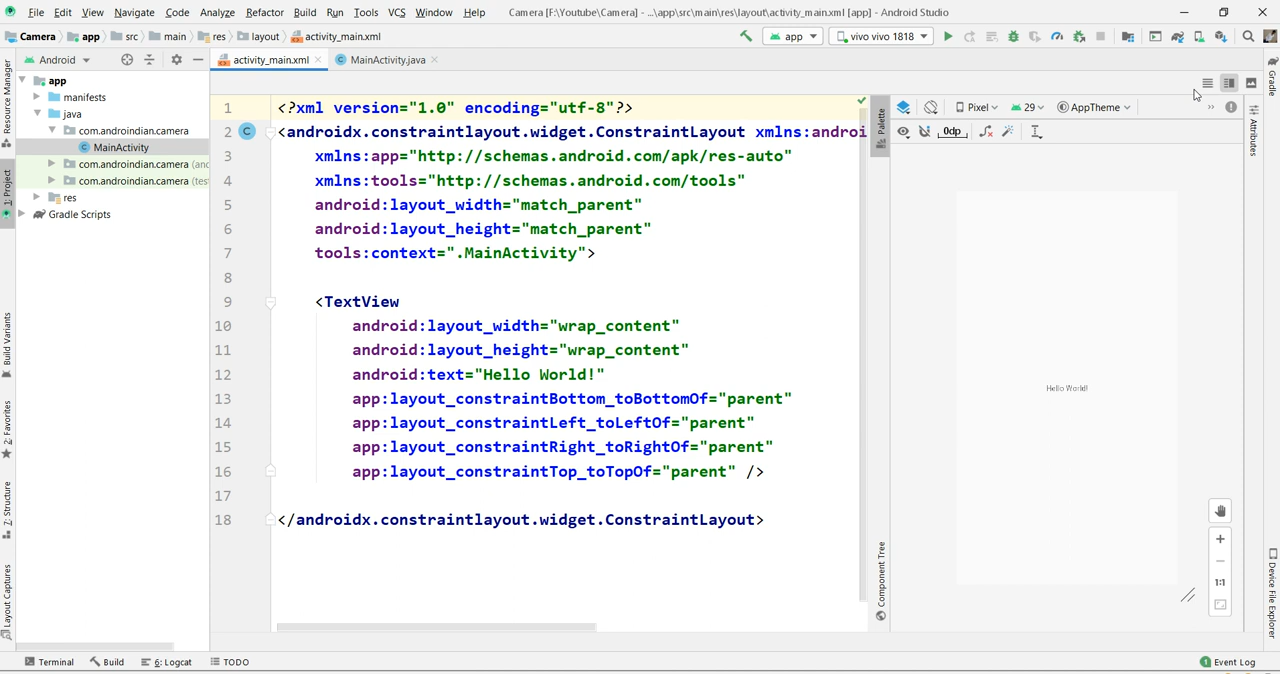 File Edit View Navigate Code Analyze Refactor Build Run Tools VCS Window Help Camera [F:\Youtube\Camera] - ...\app\src\main\res\layout\activity_main.xml [app] - Android Studio
Camera app src main res layout activity_main.xml app vivo vivo 1818
Android activity_main.xml MainActivity.java
Resource Manager
1: Project
Build Variants
2: Favorites
7: Structure
Layout Captures
app
manifests
java
com.androindian.camera
MainActivity
com.androindian.camera (and
com.androindian.camera (tes
res
Gradle Scripts
1 <?xml version="1.0" encoding="utf-8"?>
2 C <androidx.constraintlayout.widget.ConstraintLayout xmlns:androi
3 xmlns:app="http://schemas.android.com/apk/res-auto"
4 xmlns:tools="http://schemas.android.com/tools"
5 android:layout_width="match_parent"
6 android:layout_height="match_parent"
7 tools:context=".MainActivity">
8
9 <TextView
10 android:layout_width="wrap_content"
11 android:layout_height="wrap_content"
12 android:text="Hello World!"
13 app:layout_constraintBottom_toBottomOf="parent"
14 app:layout_constraintLeft_toLeftOf="parent"
15 app:layout_constraintRight_toRightOf="parent"
16 app:layout_constraintTop_toTopOf="parent" />
17
18 </androidx.constraintlayout.widget.ConstraintLayout>
Palette
Component Tree
Pixel 29 AppTheme
0dp
Hello World!
1:1
Gradle
Attributes
Device File Explorer
Terminal Build 6: Logcat TODO 1 Event Log